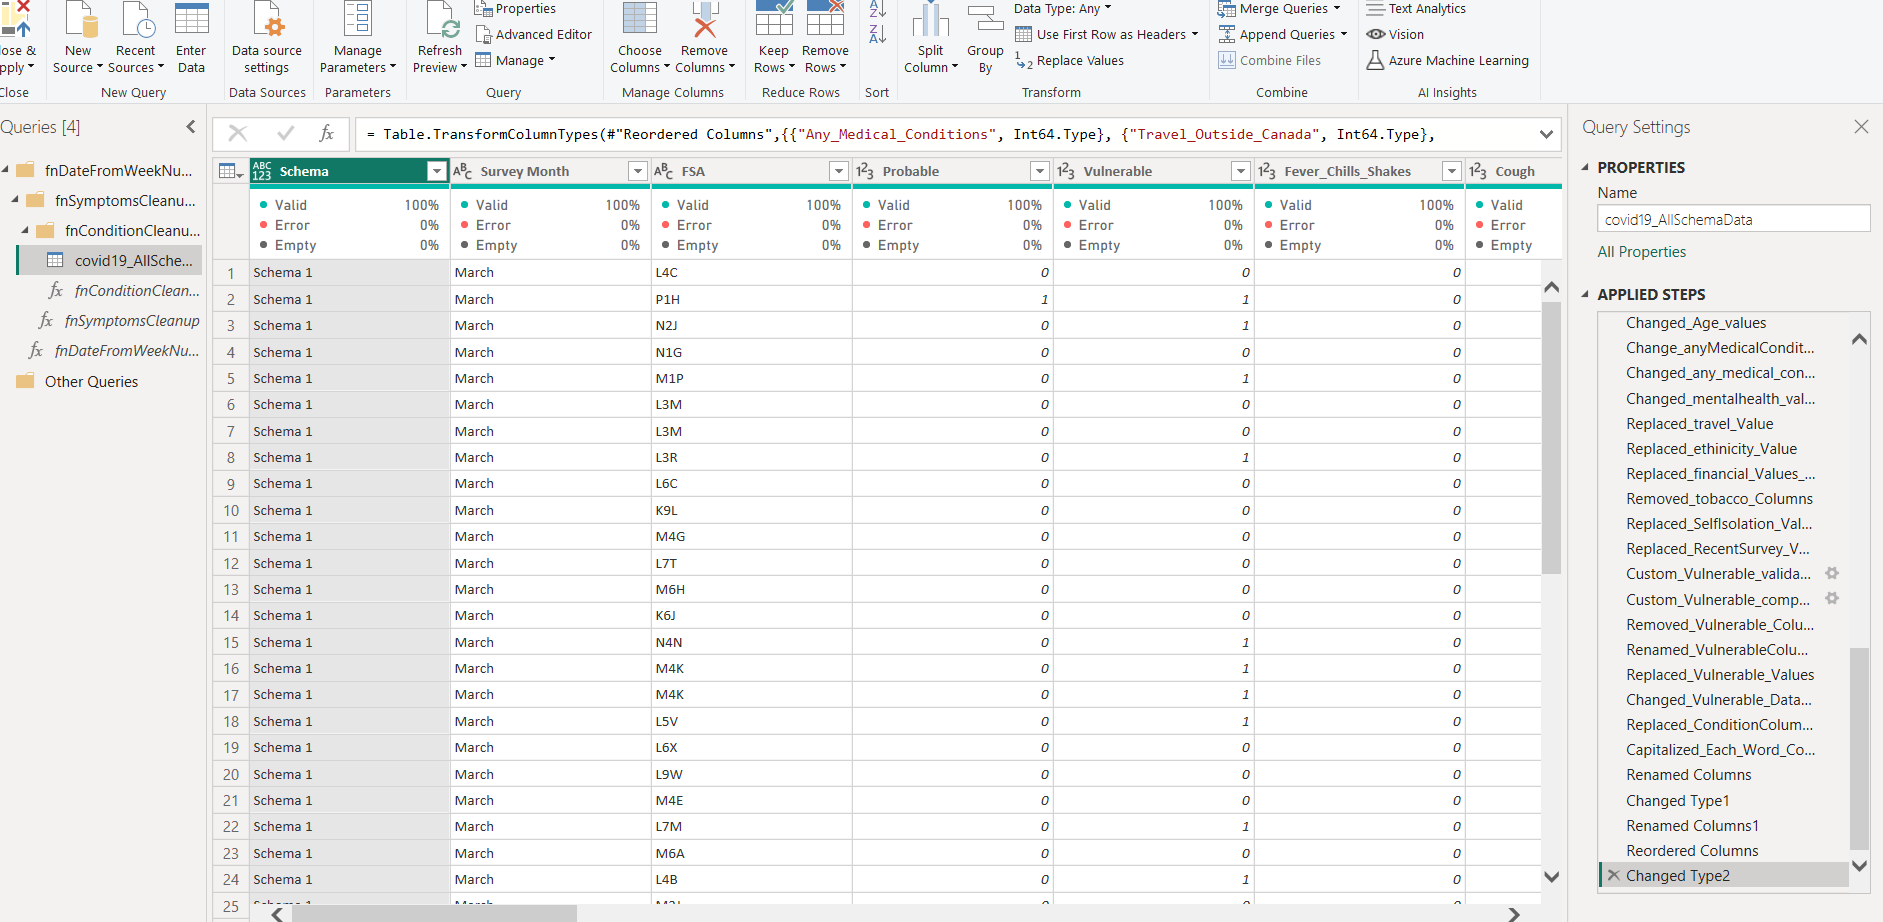 Properties
Data Type: Any
Merge Queries
Text Analytics
Advanced Editor
Use First Row as Headers
Append Queries
Vision
Manage
Replace Values
Combine Files
Azure Machine Learning
New Source
Recent Sources
Enter Data
Data source settings
Manage Parameters
Refresh Preview
Choose Columns
Remove Columns
Keep Rows
Remove Rows
Split Column
Group By
New Query
Data Sources
Parameters
Query
Manage Columns
Reduce Rows
Sort
Transform
Combine
AI Insights
Queries [4]
fnDateFromWeekNu...
fnSymptomsCleanu...
fnConditionCleanu...
covid19_AllSche...
fnConditionClean...
fnSymptomsCleanup
fnDateFromWeekNu...
Other Queries
fx = Table.TransformColumnTypes(#"Reordered Columns",{{"Any_Medical_Conditions", Int64.Type}, {"Travel_Outside_Canada", Int64.Type},
ABC 123 Schema ABC Survey Month ABC FSA 123 Probable 123 Vulnerable 123 Fever_Chills_Shakes 123 Cough
Valid 100% Valid 100% Valid 100% Valid 100% Valid 100% Valid 100% Valid
Error 0% Error 0% Error 0% Error 0% Error 0% Error 0% Error
Empty 0% Empty 0% Empty 0% Empty 0% Empty 0% Empty 0% Empty
1 Schema 1 March L4C 0 0 0
2 Schema 1 March P1H 1 1 0
3 Schema 1 March N2J 0 1 0
4 Schema 1 March N1G 0 0 0
5 Schema 1 March M1P 0 1 0
6 Schema 1 March L3M 0 0 0
7 Schema 1 March L3M 0 0 0
8 Schema 1 March L3R 0 1 0
9 Schema 1 March L6C 0 0 0
10 Schema 1 March K9L 0 0 0
11 Schema 1 March M4G 0 0 0
12 Schema 1 March L7T 0 0 0
13 Schema 1 March M6H 0 0 0
14 Schema 1 March K6J 0 0 0
15 Schema 1 March N4N 0 1 0
16 Schema 1 March M4K 0 1 0
17 Schema 1 March M4K 0 1 0
18 Schema 1 March L5V 0 1 0
19 Schema 1 March L6X 0 0 0
20 Schema 1 March L9W 0 0 0
21 Schema 1 March M4E 0 0 0
22 Schema 1 March L7M 0 1 0
23 Schema 1 March M6A 0 0 0
24 Schema 1 March L4B 0 1 0
25
Query Settings
PROPERTIES
Name
covid19_AllSchemaData
All Properties
APPLIED STEPS
Changed_Age_values
Change_anyMedicalCondit...
Changed_any_medical_con...
Changed_mentalhealth_val...
Replaced_travel_Value
Replaced_ethinicity_Value
Replaced_financial_Values_...
Removed_tobacco_Columns
Replaced_SelfIsolation_Val...
Replaced_RecentSurvey_V...
Custom_Vulnerable_valida...
Custom_Vulnerable_comp...
Removed_Vulnerable_Colu...
Renamed_VulnerableColu...
Replaced_Vulnerable_Values
Changed_Vulnerable_Data...
Replaced_ConditionColum...
Capitalized_Each_Word_Co...
Renamed Columns
Changed Type1
Renamed Columns1
Reordered Columns
Changed Type2